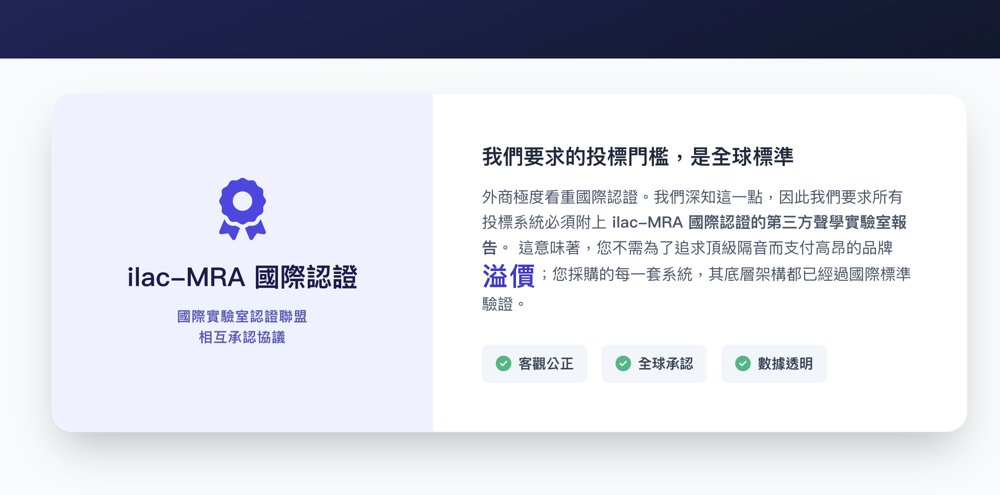 ilac-MRA 國際認證
國際實驗室認證聯盟
相互承認協議
我們要求的投標門檻，是全球標準
外商極度看重國際認證。我們深知這一點，因此我們要求所有
投標系統必須附上 ilac-MRA 國際認證的第三方聲學實驗室報
告。 這意味著，您不需為了追求頂級隔音而支付高昂的品牌
溢價；您採購的每一套系統，其底層架構都已經過國際標準
驗證。
客觀公正
全球承認
數據透明